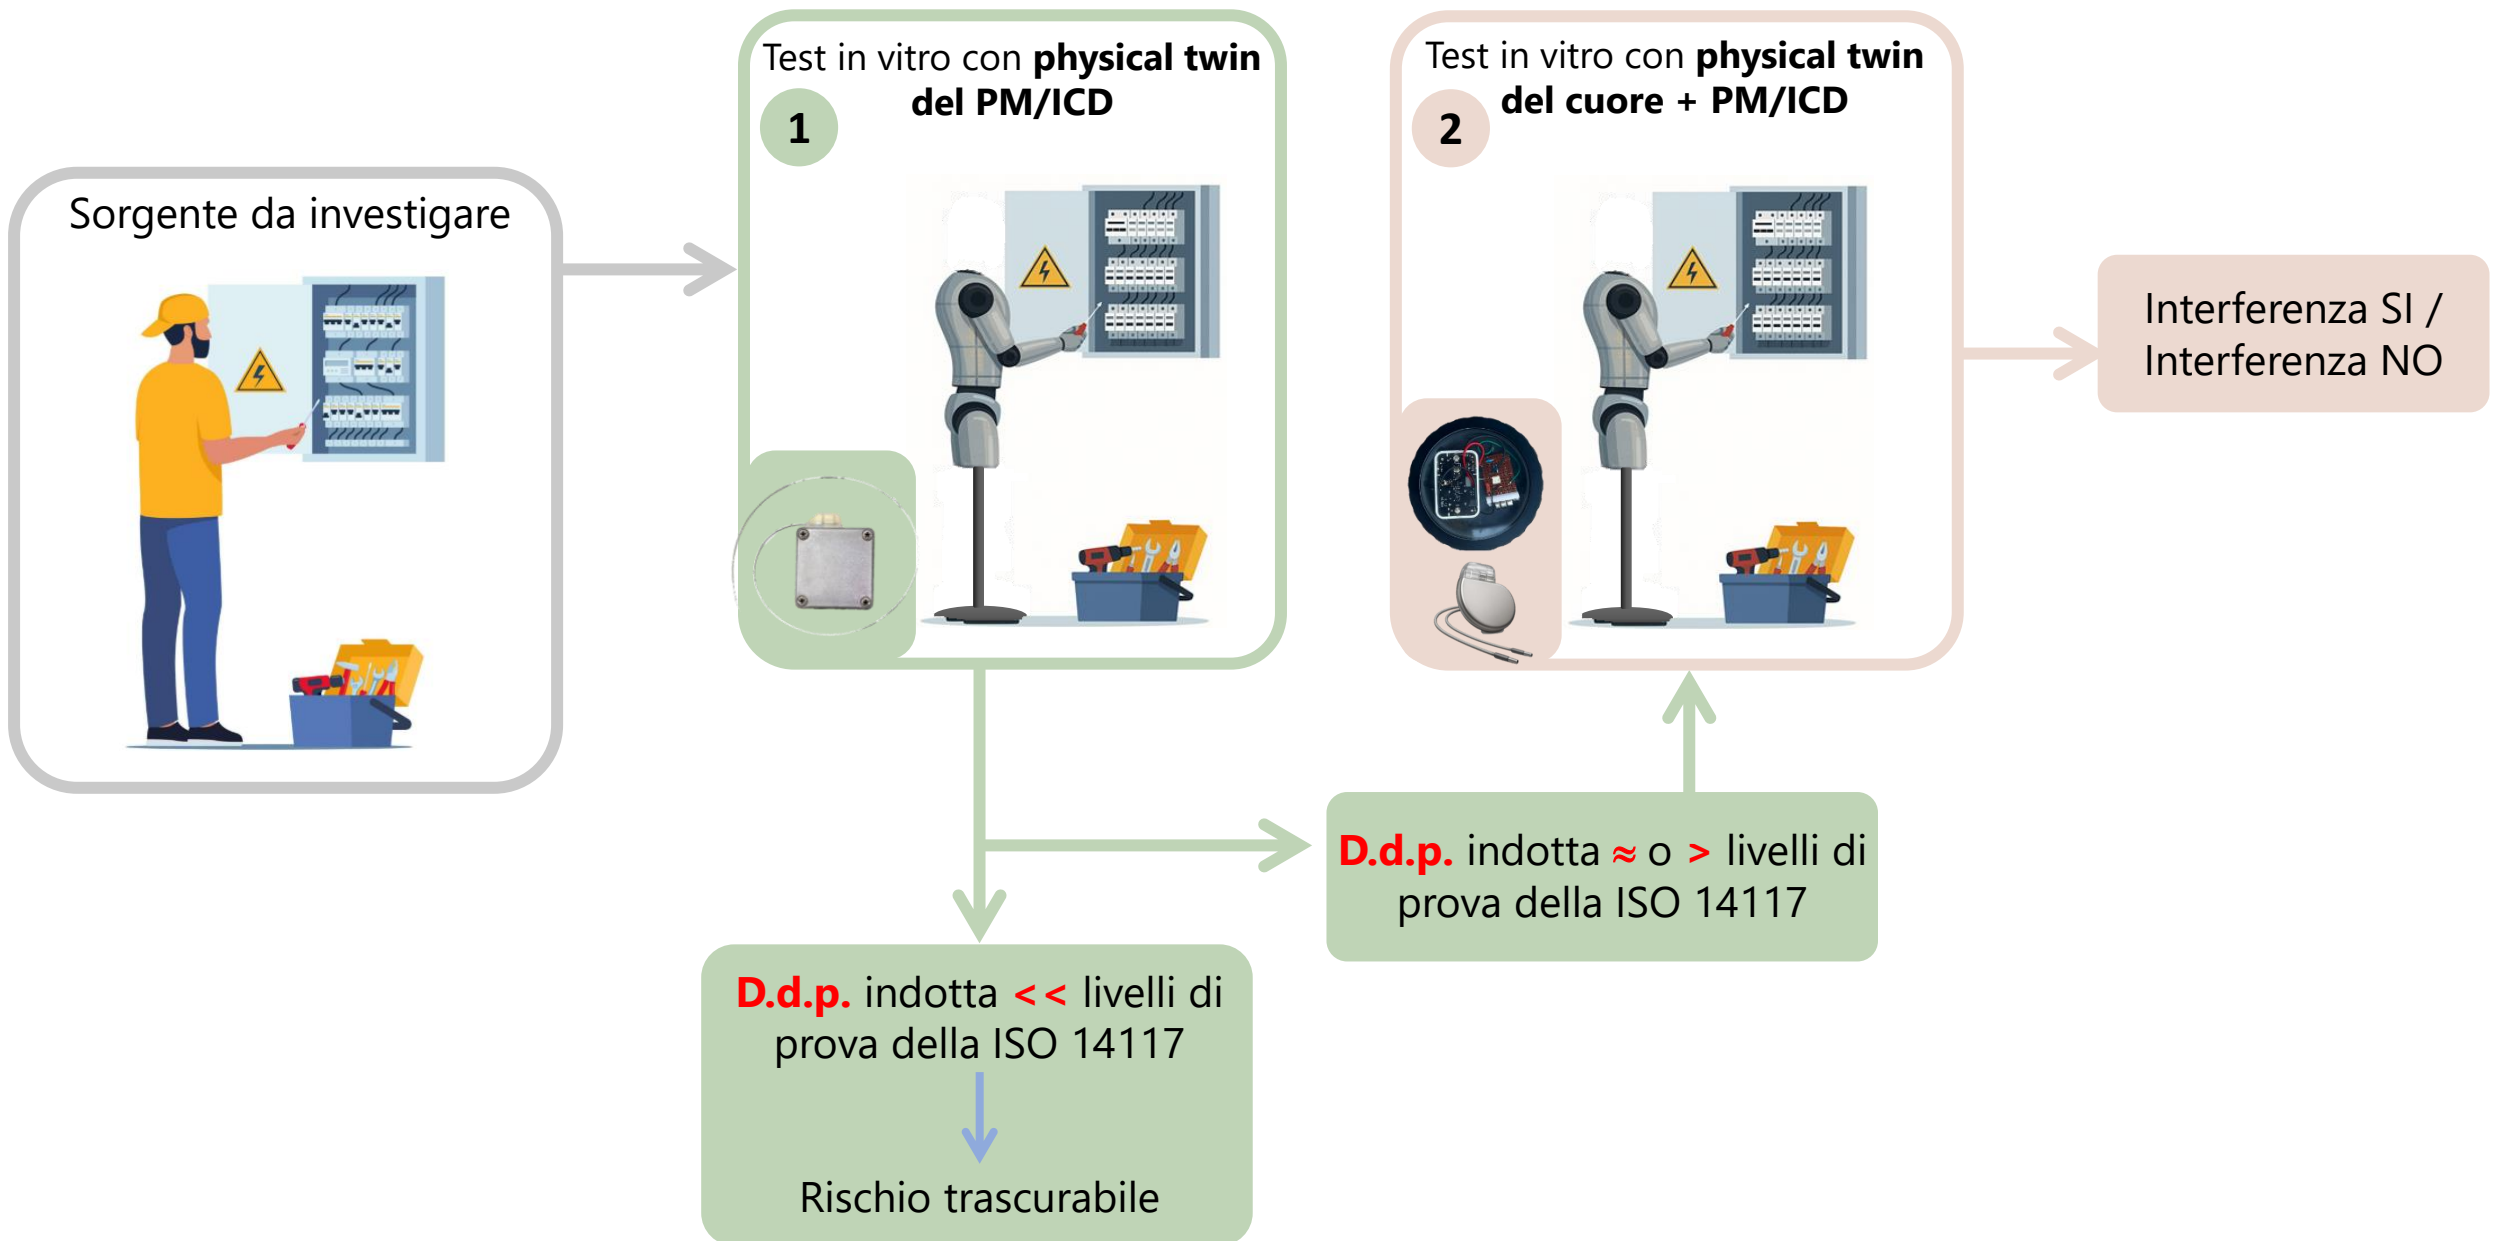 Sorgente da investigare
Test in vitro con physical twin
del PM/ICD
1
Test in vitro con physical twin
del cuore + PM/ICD
2
Interferenza SI /
Interferenza NO
D.d.p. indotta ≈ o > livelli di
prova della ISO 14117
D.d.p. indotta << livelli di
prova della ISO 14117
Rischio trascurabile